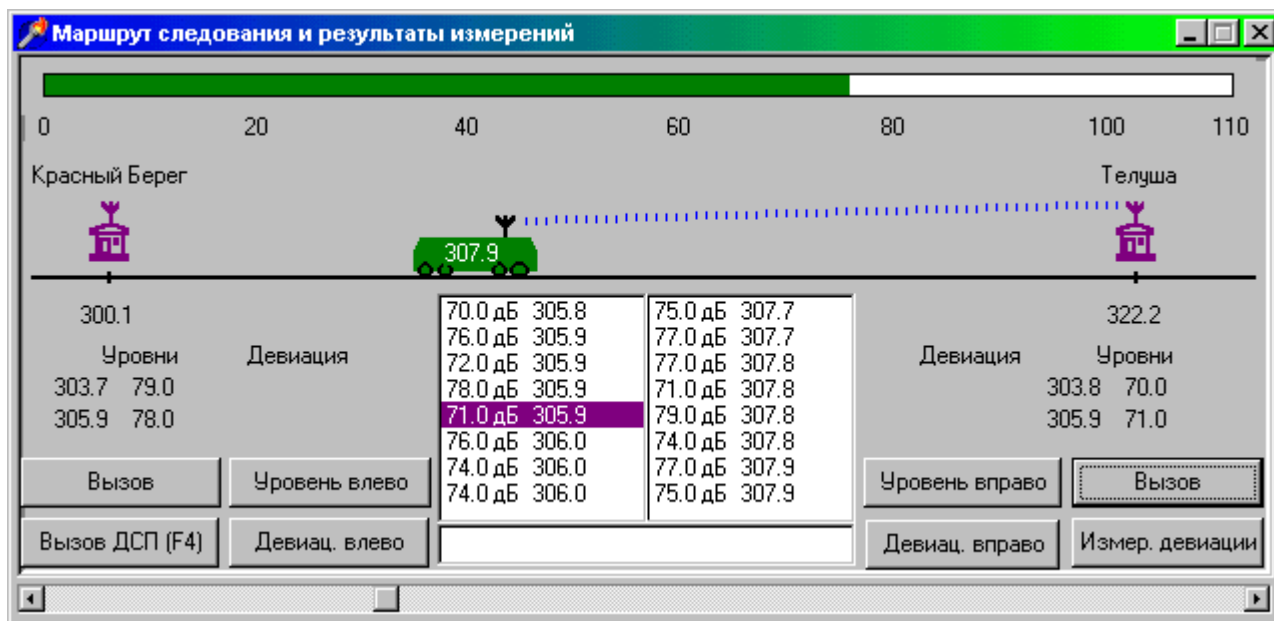 Маршрут следования и результаты измерений
0 20 40 60 80 100 110
Красный Берег Телуша
307.9
300.1 322.2
70.0 дБ 305.8
76.0 дБ 305.9
72.0 дБ 305.9
78.0 дБ 305.9
71.0 дБ 305.9
76.0 дБ 306.0
74.0 дБ 306.0
74.0 дБ 306.0
75.0 дБ 307.7
77.0 дБ 307.7
77.0 дБ 307.8
71.0 дБ 307.8
79.0 дБ 307.8
74.0 дБ 307.8
77.0 дБ 307.9
75.0 дБ 307.9
Уровни Девиация
303.7 79.0
305.9 78.0
Девиация Уровни
303.8 70.0
305.9 71.0
Вызов Уровень влево Уровень вправо Вызов
Вызов ДСП (F4) Девиац. влево Девиац. вправо Измер. девиации